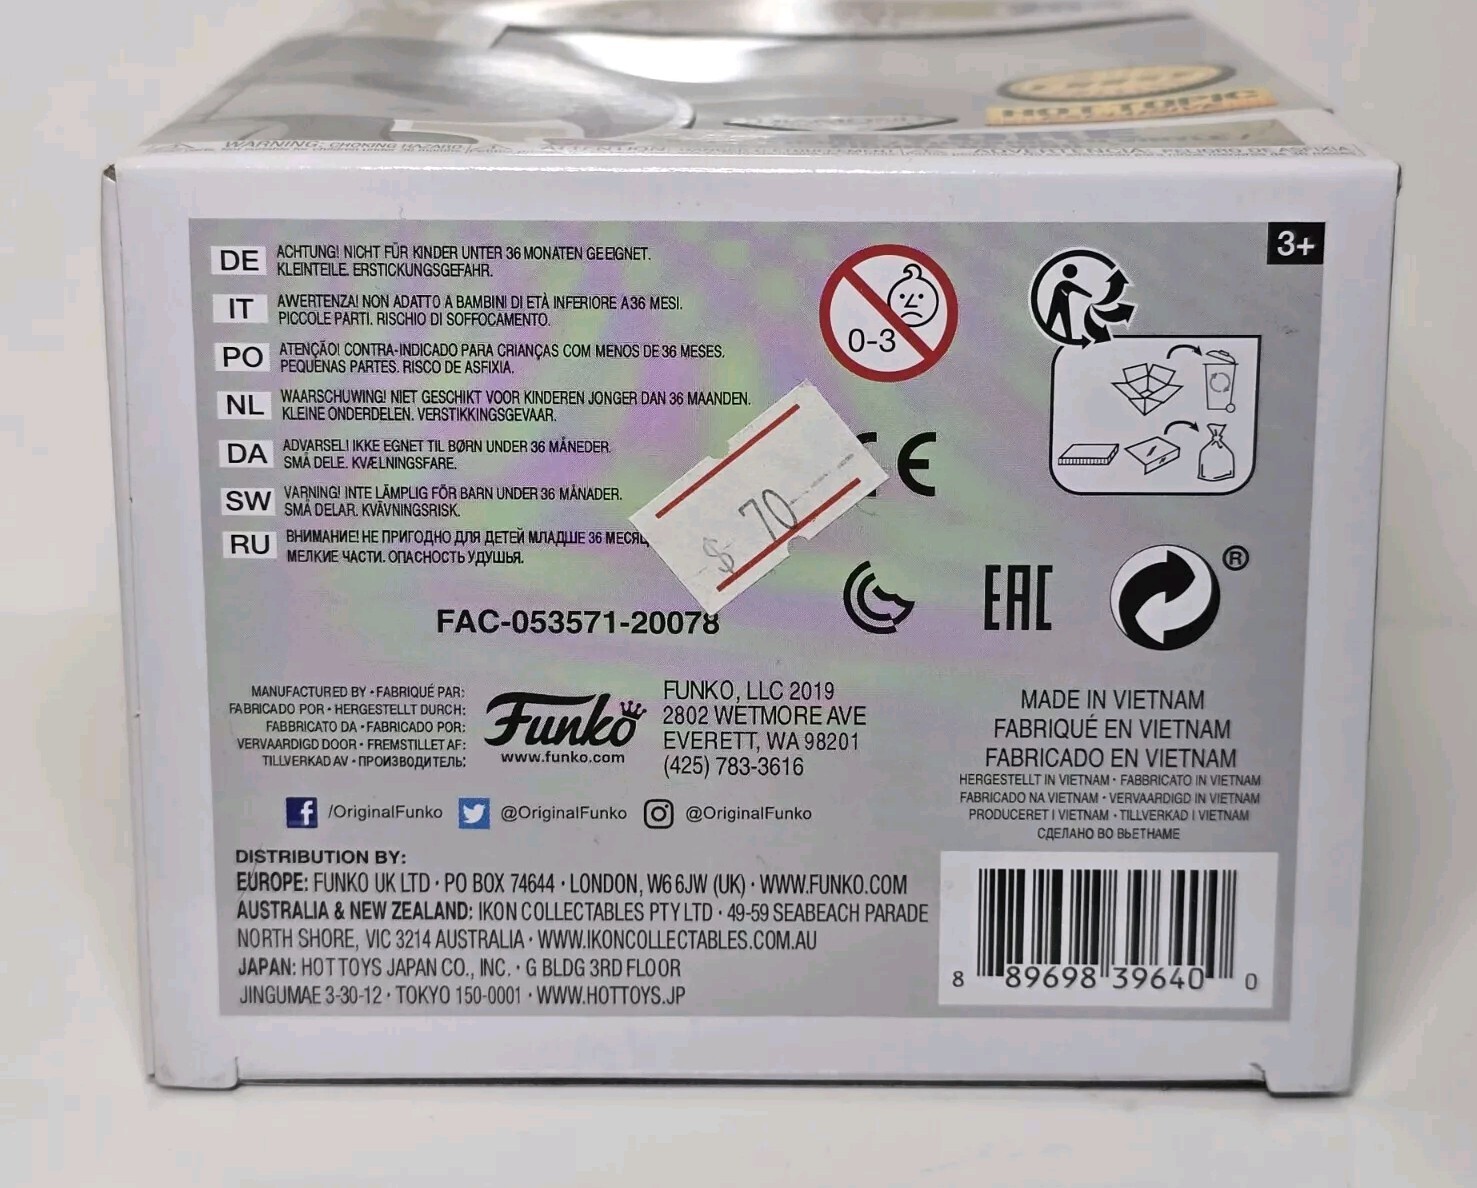 WARNING: CHOKING HAZARD
HOT TOPIC
3+
DE ACHTUNG! NICHT FÜR KINDER UNTER 36 MONATEN GEEIGNET.
KLEINTEILE. ERSTICKUNGSGEFAHR.
IT AWERTENZA! NON ADATTO A BAMBINI DI ETÀ INFERIORE A 36 MESI.
PICCOLE PARTI. RISCHIO DI SOFFOCAMENTO.
PO ATENÇÃO! CONTRA-INDICADO PARA CRIANÇAS COM MENOS DE 36 MESES.
PEQUENAS PARTES. RISCO DE ASFIXIA.
NL WAARSCHUWING! NIET GESCHIKT VOOR KINDEREN JONGER DAN 36 MAANDEN.
KLEINE ONDERDELEN. VERSTIKKINGSGEVAAR.
DA ADVARSEL! IKKE EGNET TIL BØRN UNDER 36 MÅNEDER.
SMÅ DELE. KVÆLNINGSFARE.
SW VARNING! INTE LÄMPLIG FÖR BARN UNDER 36 MÅNADER.
SMÅ DELAR. KVÄVNINGSRISK.
RU ВНИМАНИЕ! НЕ ПРИГОДНО ДЛЯ ДЕТЕЙ МЛАДШЕ 36
МЕЛКИЕ ЧАСТИ. ОПАСНОСТЬ УДУШЬЯ.
0-3
CE
$ 70
EAC
®
FAC-053571-20078
MANUFACTURED BY • FABRIQUÉ PAR:
FABRICADO POR • HERGESTELLT DURCH:
FABBRICATO DA • FABRICADO POR:
VERVAARDIGD DOOR • FREMSTILLET AF:
TILLVERKAD AV • ПРОИЗВОДИТЕЛЬ:
Funko
www.funko.com
FUNKO, LLC 2019
2802 WETMORE AVE
EVERETT, WA 98201
(425) 783-3616
MADE IN VIETNAM
FABRIQUÉ EN VIETNAM
FABRICADO EN VIETNAM
HERGESTELLT IN VIETNAM • FABBRICATO IN VIETNAM
FABRICADO NA VIETNAM • VERVAARDIGD IN VIETNAM
PRODUCERET I VIETNAM • TILLVERKAD I VIETNAM
СДЕЛАНО ВО ВЬЕТНАМЕ
/OriginalFunko @OriginalFunko @OriginalFunko
DISTRIBUTION BY:
EUROPE: FUNKO UK LTD • PO BOX 74644 • LONDON, W6 6JW (UK) • WWW.FUNKO.COM
AUSTRALIA & NEW ZEALAND: IKON COLLECTABLES PTY LTD • 49-59 SEABEACH PARADE
NORTH SHORE, VIC 3214 AUSTRALIA • WWW.IKONCOLLECTABLES.COM.AU
JAPAN: HOT TOYS JAPAN CO., INC. • G BLDG 3RD FLOOR
JINGUMAE 3-30-12 • TOKYO 150-0001 • WWW.HOTTOYS.JP
8 89698 39640 0